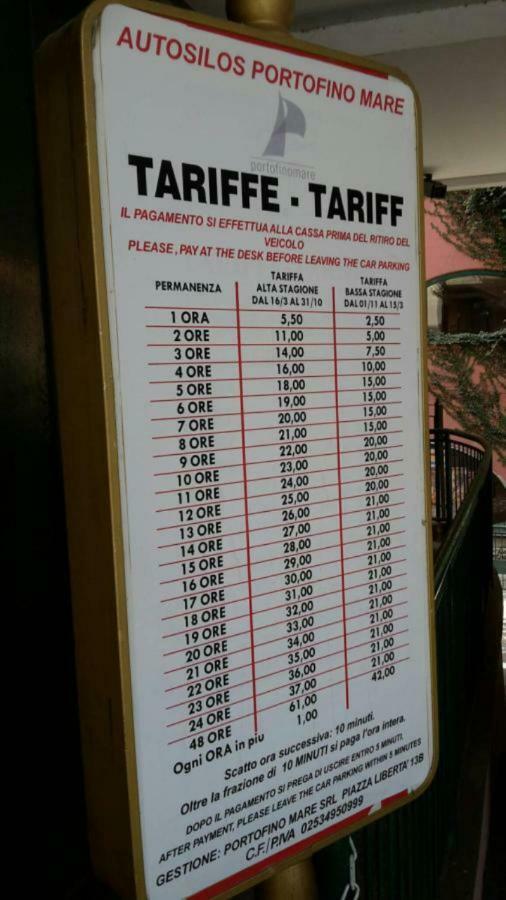 AUTOSILOS PORTOFINO MARE
portofinomare
TARIFFE - TARIFF
IL PAGAMENTO SI EFFETTUA ALLA CASSA PRIMA DEL RITIRO DEL
VEICOLO
PLEASE, PAY AT THE DESK BEFORE LEAVING THE CAR PARKING
PERMANENZA TARIFFA ALTA STAGIONE DAL 16/3 AL 31/10 TARIFFA BASSA STAGIONE DAL 01/11 AL 15/3
1 ORA 5,50 2,50
2 ORE 11,00 5,00
3 ORE 14,00 7,50
4 ORE 16,00 10,00
5 ORE 18,00 15,00
6 ORE 19,00 15,00
7 ORE 20,00 15,00
8 ORE 21,00 15,00
9 ORE 22,00 20,00
10 ORE 23,00 20,00
11 ORE 24,00 20,00
12 ORE 25,00 20,00
13 ORE 26,00 21,00
14 ORE 27,00 21,00
15 ORE 28,00 21,00
16 ORE 29,00 21,00
17 ORE 30,00 21,00
18 ORE 31,00 21,00
19 ORE 32,00 21,00
20 ORE 33,00 21,00
21 ORE 34,00 21,00
22 ORE 35,00 21,00
23 ORE 36,00 21,00
24 ORE 37,00 21,00
48 ORE 61,00 42,00
Ogni ORA in più 1,00
Scatto ora successiva: 10 minuti.
Oltre la frazione di 10 MINUTI si paga l'ora intera.
DOPO IL PAGAMENTO SI PREGA DI USCIRE ENTRO 5 MINUTI.
AFTER PAYMENT, PLEASE LEAVE THE CAR PARKING WITHIN 5 MINUTES
GESTIONE: PORTOFINO MARE SRL PIAZZA LIBERTA' 13B
C.F./P.IVA 02534950999